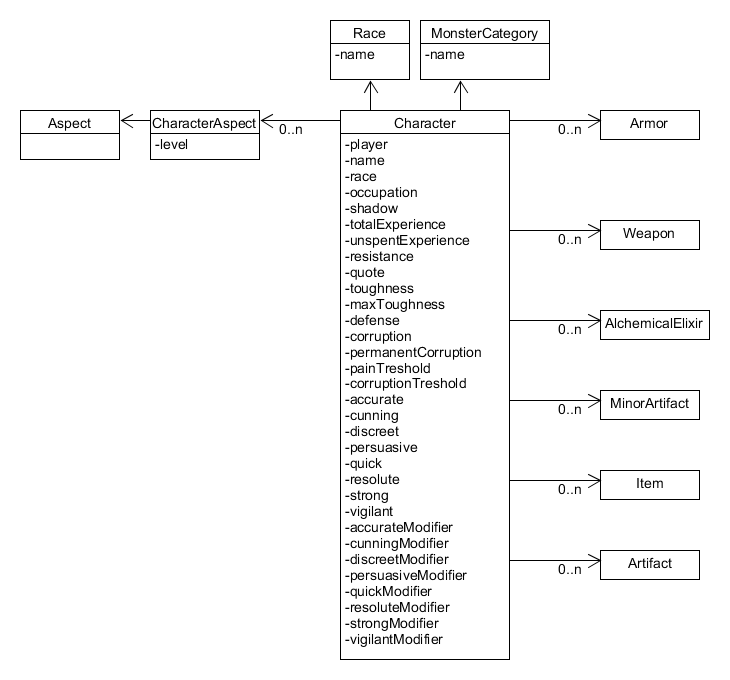 Race
-name
MonsterCategory
-name
Aspect
CharacterAspect
-level
0..n
Character
-player
-name
-race
-occupation
-shadow
-totalExperience
-unspentExperience
-resistance
-quote
-toughness
-maxToughness
-defense
-corruption
-permanentCorruption
-painTreshold
-corruptionTreshold
-accurate
-cunning
-discreet
-persuasive
-quick
-resolute
-strong
-vigilant
-accurateModifier
-cunningModifier
-discreetModifier
-persuasiveModifier
-quickModifier
-resoluteModifier
-strongModifier
-vigilantModifier
0..n
Armor
0..n
Weapon
0..n
AlchemicalElixir
0..n
MinorArtifact
0..n
Item
0..n
Artifact